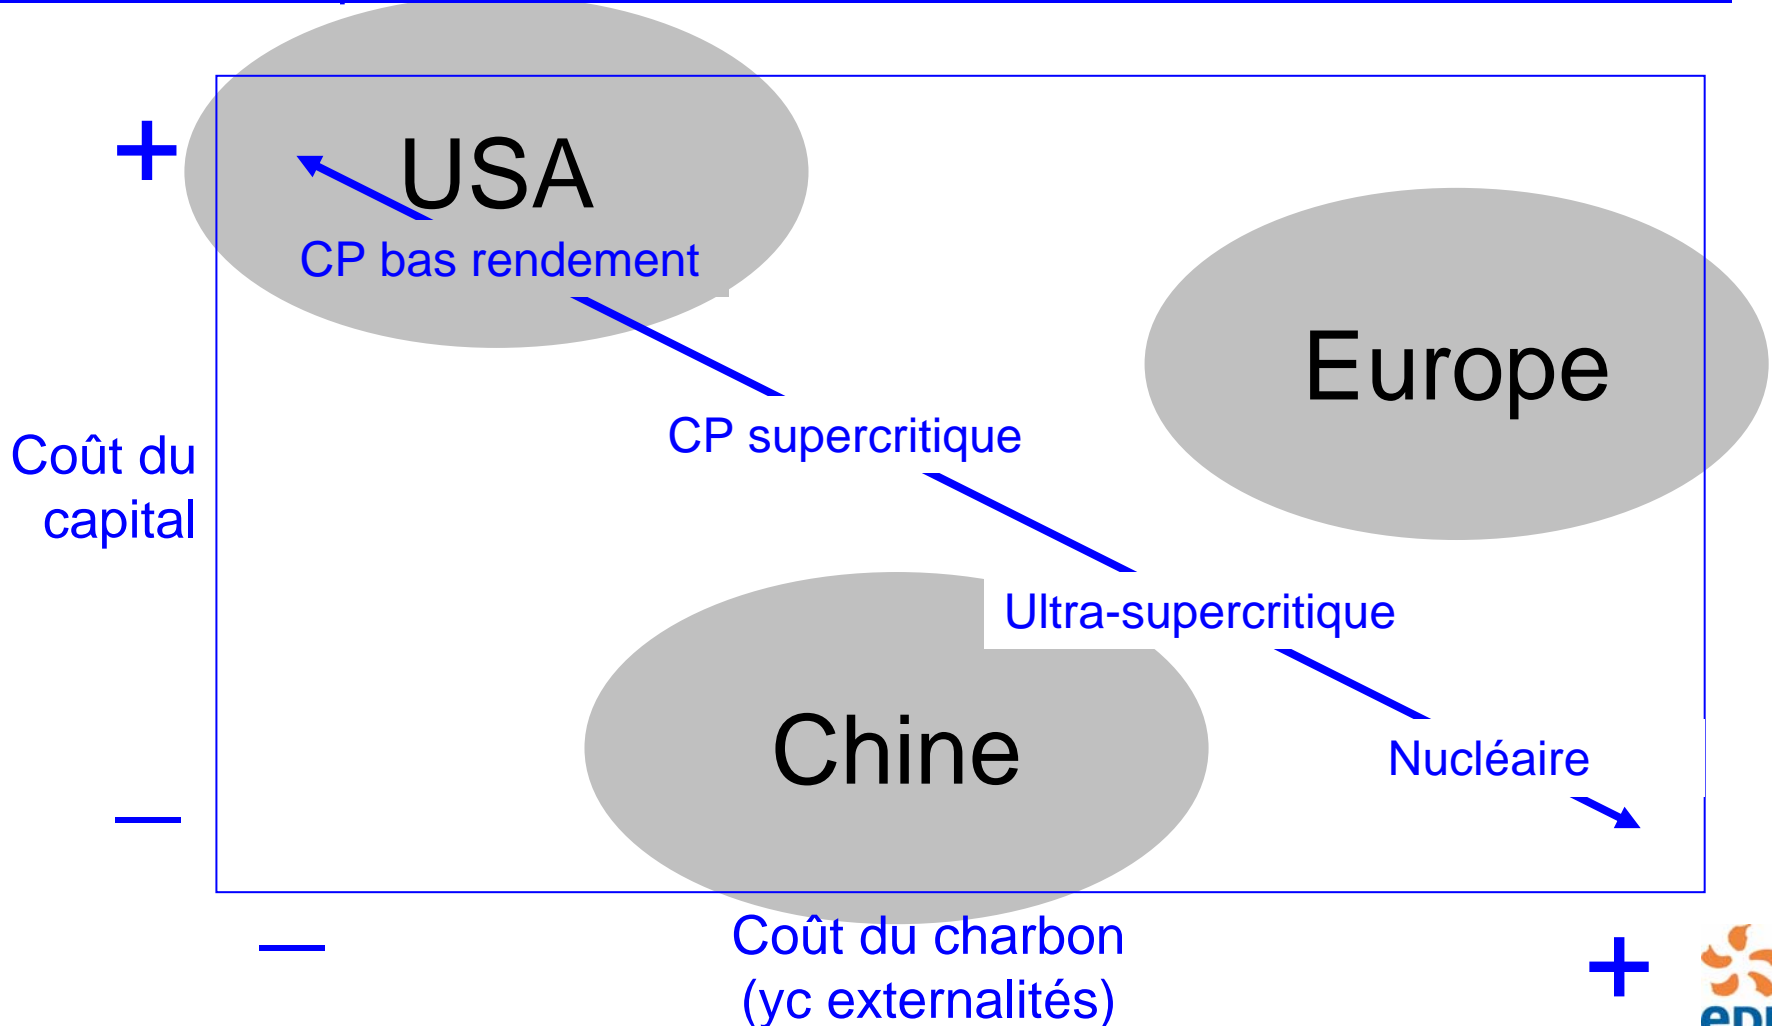 +
USA
CP bas rendement
Europe
CP supercritique
Coût du
capital
Ultra-supercritique
Chine
Nucléaire
—
—
Coût du charbon
(yc externalités)
+